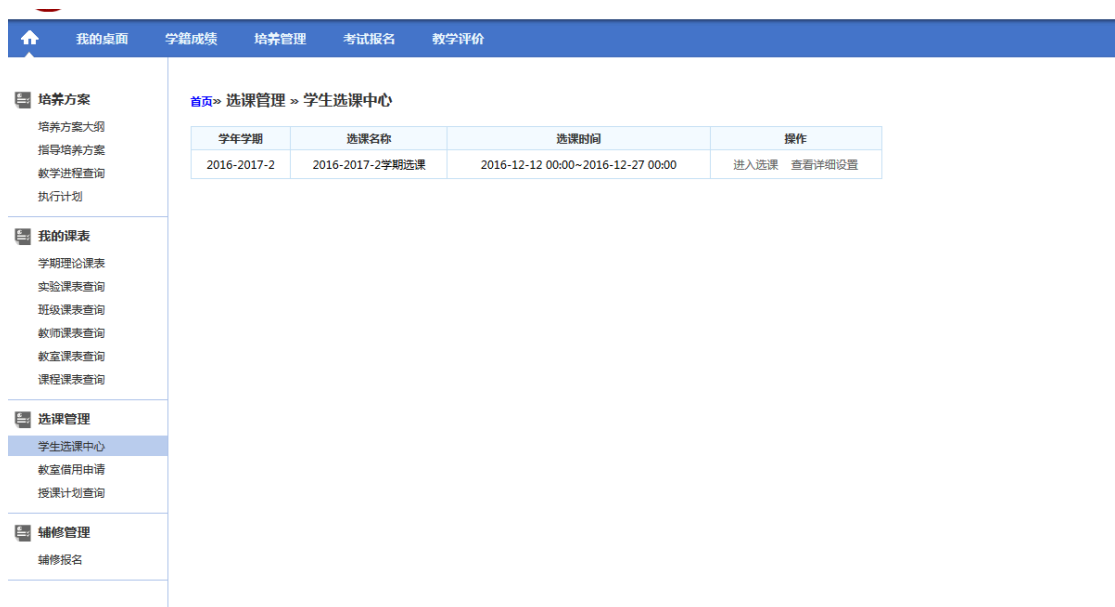 我的桌面 学籍成绩 培养管理 考试报名 教学评价
培养方案
培养方案大纲
指导培养方案
教学进程查询
执行计划
我的课表
学期理论课表
实验课表查询
班级课表查询
教师课表查询
教室课表查询
课程课表查询
选课管理
学生选课中心
教室借用申请
授课计划查询
辅修管理
辅修报名
首页» 选课管理 » 学生选课中心
学年学期 选课名称 选课时间 操作
2016-2017-2 2016-2017-2学期选课 2016-12-12 00:00~2016-12-27 00:00 进入选课 查看详细设置